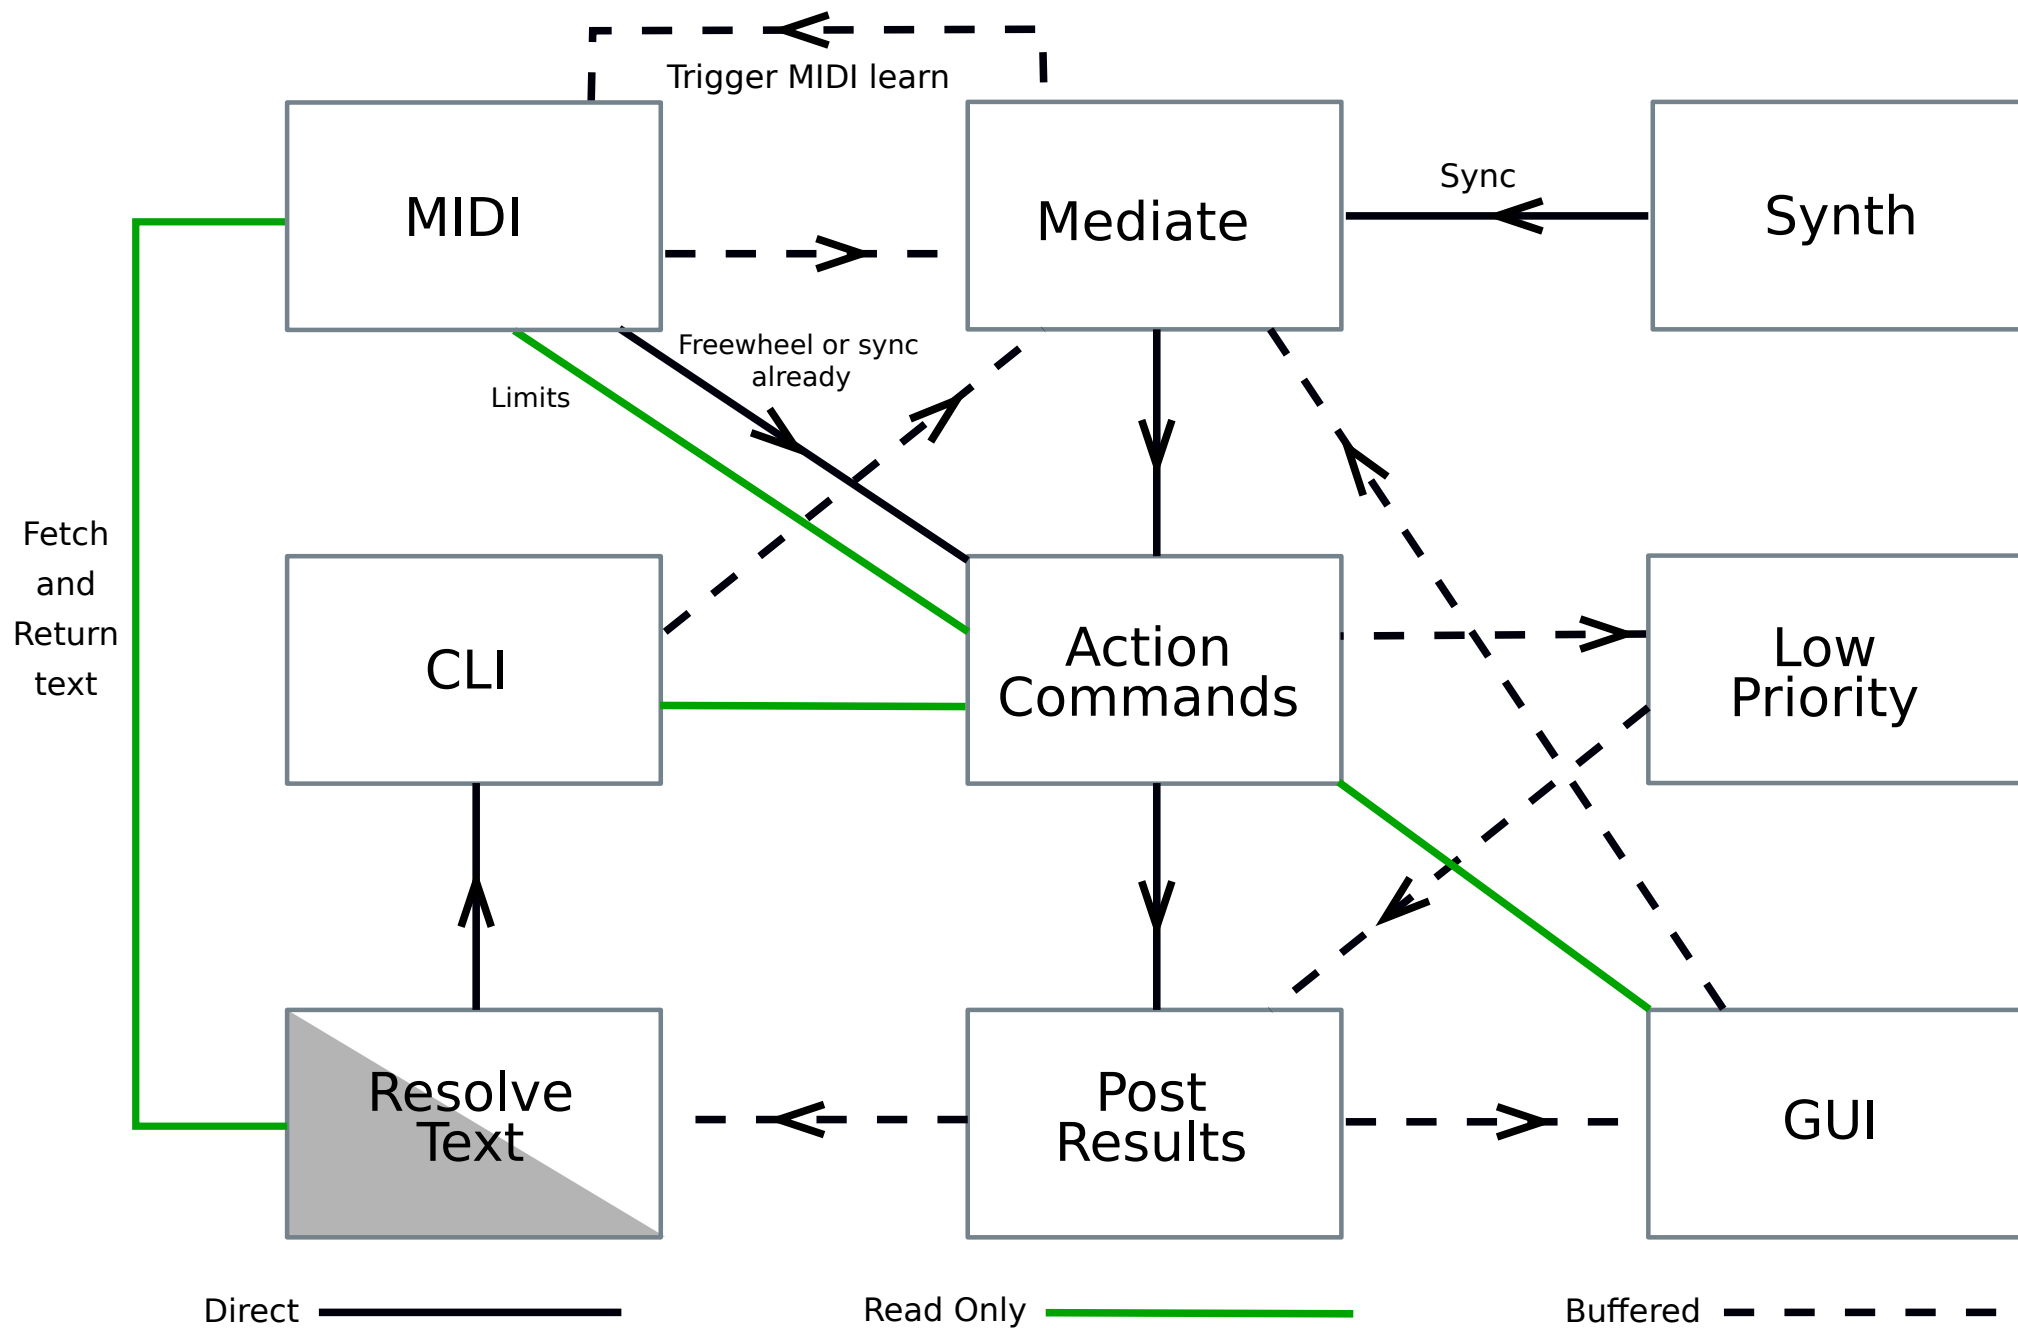 Trigger MIDI learn
MIDI
Mediate
Sync
Synth
Freewheel or sync
already
Limits
Fetch
and
Return
text
CLI
Action
Commands
Low
Priority
Resolve
Text
Post
Results
GUI
Direct
Read Only
Buffered